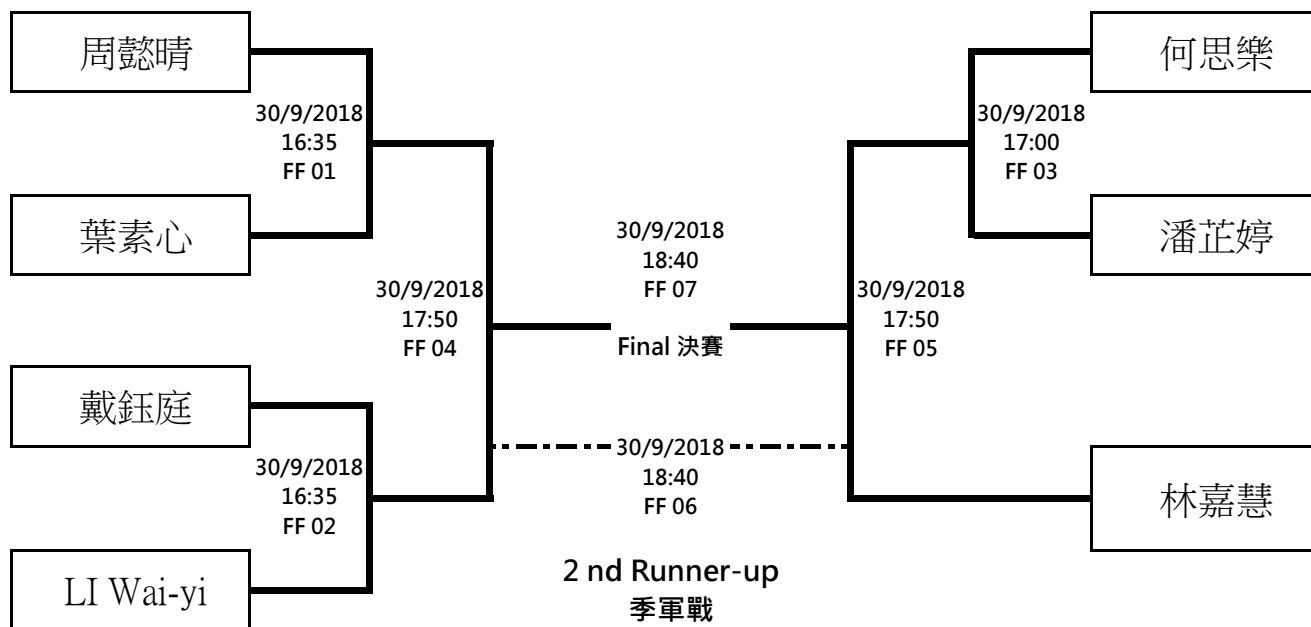 周懿晴
何思樂
30/9/2018
16:35
FF 01
30/9/2018
17:00
FF 03
葉素心
潘芷婷
30/9/2018
18:40
FF 07
Final 決賽
30/9/2018
17:50
FF 04
30/9/2018
17:50
FF 05
戴鈺庭
30/9/2018
16:35
FF 02
30/9/2018
18:40
FF 06
林嘉慧
LI Wai-yi
2 nd Runner-up
季軍戰